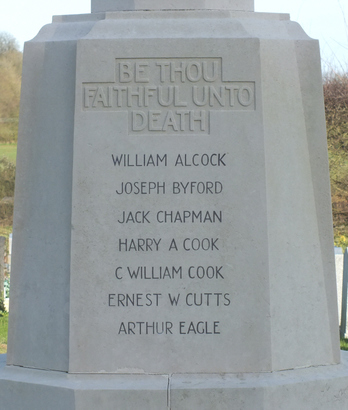 BE THOU
FAITHFUL UNTO
DEATH
WILLIAM ALCOCK
JOSEPH BYFORD
JACK CHAPMAN
HARRY A COOK
C WILLIAM COOK
ERNEST W CUTTS
ARTHUR EAGLE